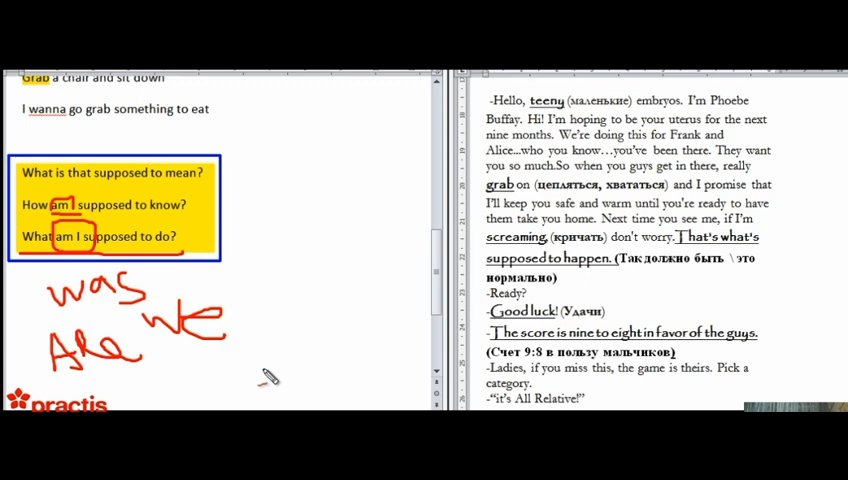 Grab a chair and sit down
I wanna go grab something to eat
What is that supposed to mean?
How am I supposed to know?
What am I supposed to do?
was
we
Are
practis
-Hello, teeny (маленькие) embryos. I'm Phoebe
Buffay. Hi! I'm hoping to be your uterus for the next
nine months. We're doing this for Frank and
Alice...who you know…you've been there. They want
you so much.So when you guys get in there, really
grab on (цепляться, хвататься) and I promise that
I'll keep you safe and warm until you're ready to have
them take you home. Next time you see me, if I'm
screaming, (кричать) don't worry. That's what's
supposed to happen. (Так должно быть \ это
нормально)
-Ready?
-Good luck! (Удачи)
-The score is nine to eight in favor of the guys.
(Счет 9:8 в пользу мальчиков)
-Ladies, if you miss this, the game is theirs. Pick a
category.
-“it's All Relative!”